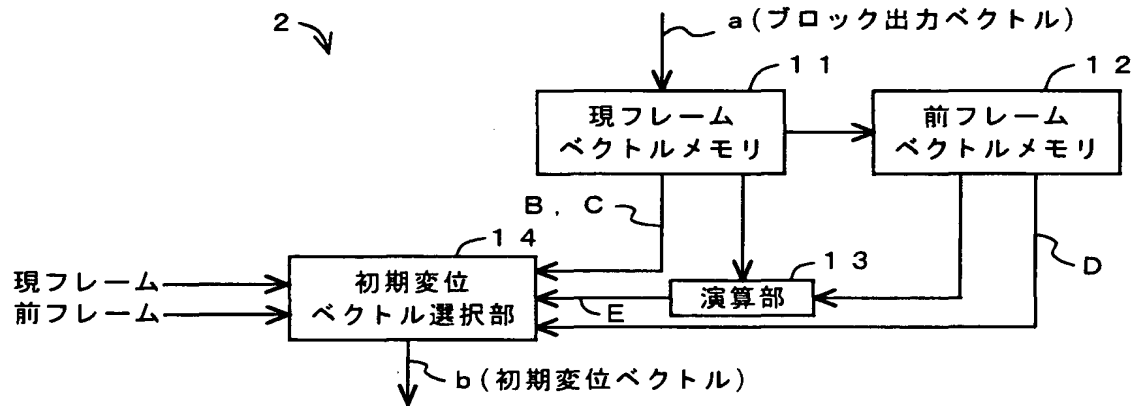 2
a(ブロック出力ベクトル)
11
12
現フレーム
ベクトルメモリ
前フレーム
ベクトルメモリ
B,C
14
13
D
現フレーム
前フレーム
初期変位
ベクトル選択部
E
演算部
b(初期変位ベクトル)